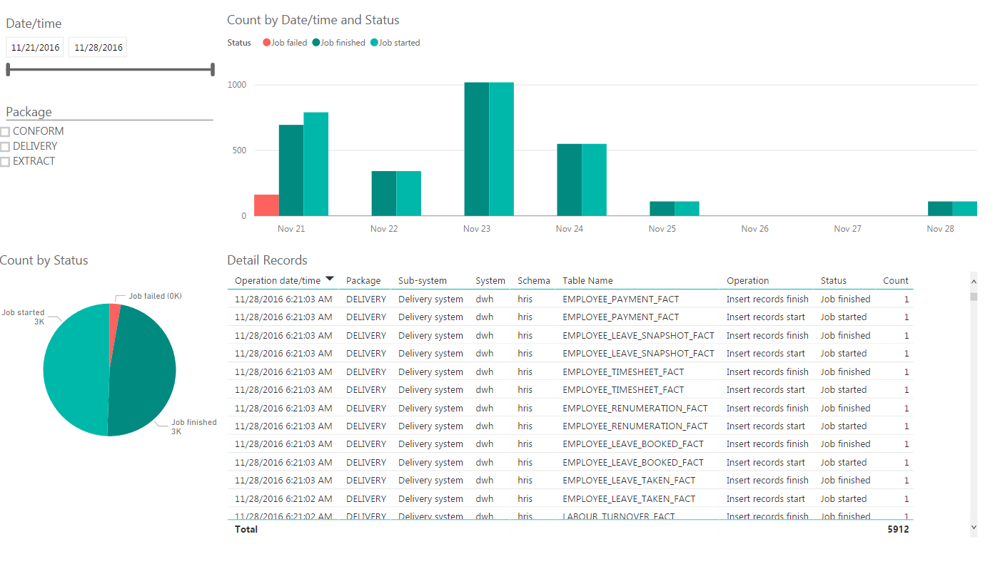 Date/time
11/21/2016 11/28/2016
Package
CONFORM
DELIVERY
EXTRACT
Count by Date/time and Status
Status Job failed Job finished Job started
1000
500
0
Nov 21 Nov 22 Nov 23 Nov 24 Nov 25 Nov 26 Nov 27 Nov 28
Count by Status
Job failed (0K)
Job started
3K
Job finished
3K
Detail Records
Operation date/time Package Sub-system System Schema Table Name Operation Status Count
11/28/2016 6:21:03 AM DELIVERY Delivery system dwh hris EMPLOYEE_PAYMENT_FACT Insert records finish Job finished 1
11/28/2016 6:21:03 AM DELIVERY Delivery system dwh hris EMPLOYEE_PAYMENT_FACT Insert records start Job started 1
11/28/2016 6:21:03 AM DELIVERY Delivery system dwh hris EMPLOYEE_LEAVE_SNAPSHOT_FACT Insert records finish Job finished 1
11/28/2016 6:21:03 AM DELIVERY Delivery system dwh hris EMPLOYEE_LEAVE_SNAPSHOT_FACT Insert records start Job started 1
11/28/2016 6:21:03 AM DELIVERY Delivery system dwh hris EMPLOYEE_TIMESHEET_FACT Insert records finish Job finished 1
11/28/2016 6:21:03 AM DELIVERY Delivery system dwh hris EMPLOYEE_TIMESHEET_FACT Insert records start Job started 1
11/28/2016 6:21:03 AM DELIVERY Delivery system dwh hris EMPLOYEE_RENUMERATION_FACT Insert records finish Job finished 1
11/28/2016 6:21:03 AM DELIVERY Delivery system dwh hris EMPLOYEE_RENUMERATION_FACT Insert records start Job started 1
11/28/2016 6:21:03 AM DELIVERY Delivery system dwh hris EMPLOYEE_LEAVE_BOOKED_FACT Insert records finish Job finished 1
11/28/2016 6:21:03 AM DELIVERY Delivery system dwh hris EMPLOYEE_LEAVE_BOOKED_FACT Insert records start Job started 1
11/28/2016 6:21:03 AM DELIVERY Delivery system dwh hris EMPLOYEE_LEAVE_TAKEN_FACT Insert records finish Job finished 1
11/28/2016 6:21:02 AM DELIVERY Delivery system dwh hris EMPLOYEE_LEAVE_TAKEN_FACT Insert records start Job started 1
11/28/2016 6:21:02 AM DELIVERY Delivery system dwh hris LABOUR_TURNOVER_FACT Insert records finish Job finished 1
Total 5912